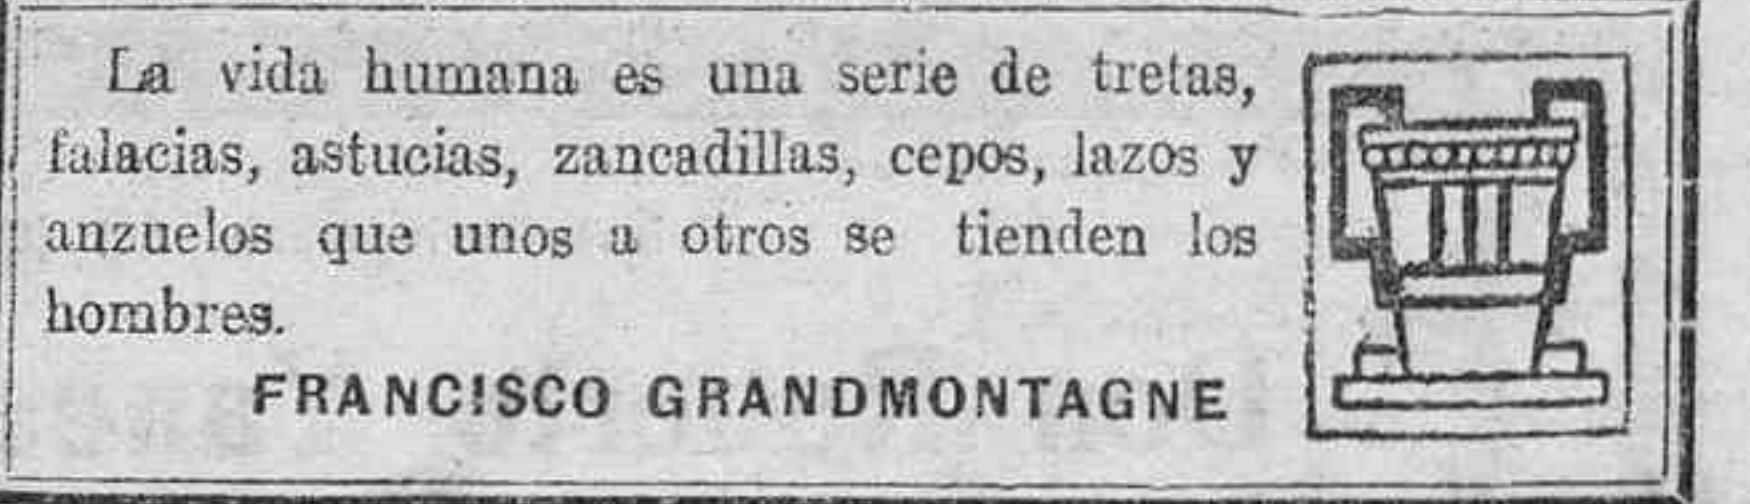 La vida humana es una serie de tretas,
falacias, astucias, zancadillas, cepos, lazos y
anzuelos que unos a otros se tienden los
hombres.
FRANCISCO GRANDMONTAGNE